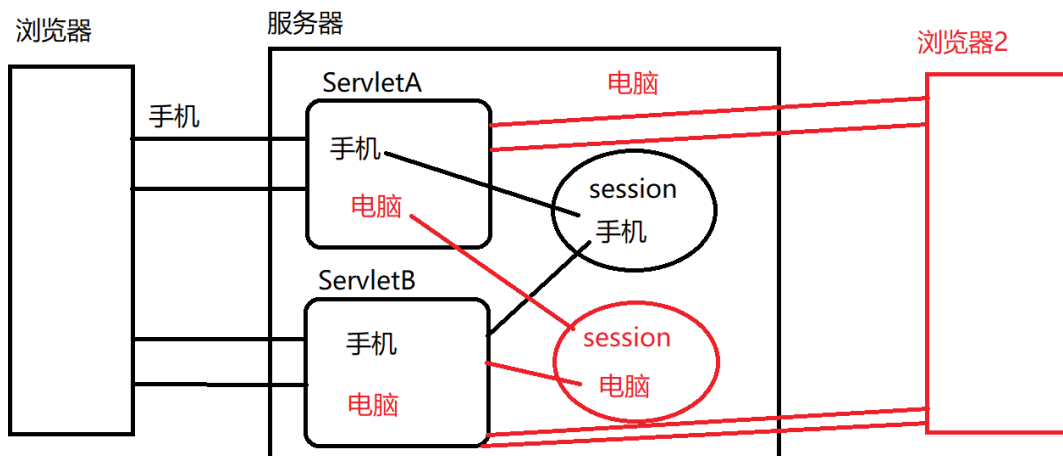 浏览器
服务器
浏览器2
ServletA
电脑
手机
手机
session
电脑
手机
ServletB
session
手机
电脑
电脑